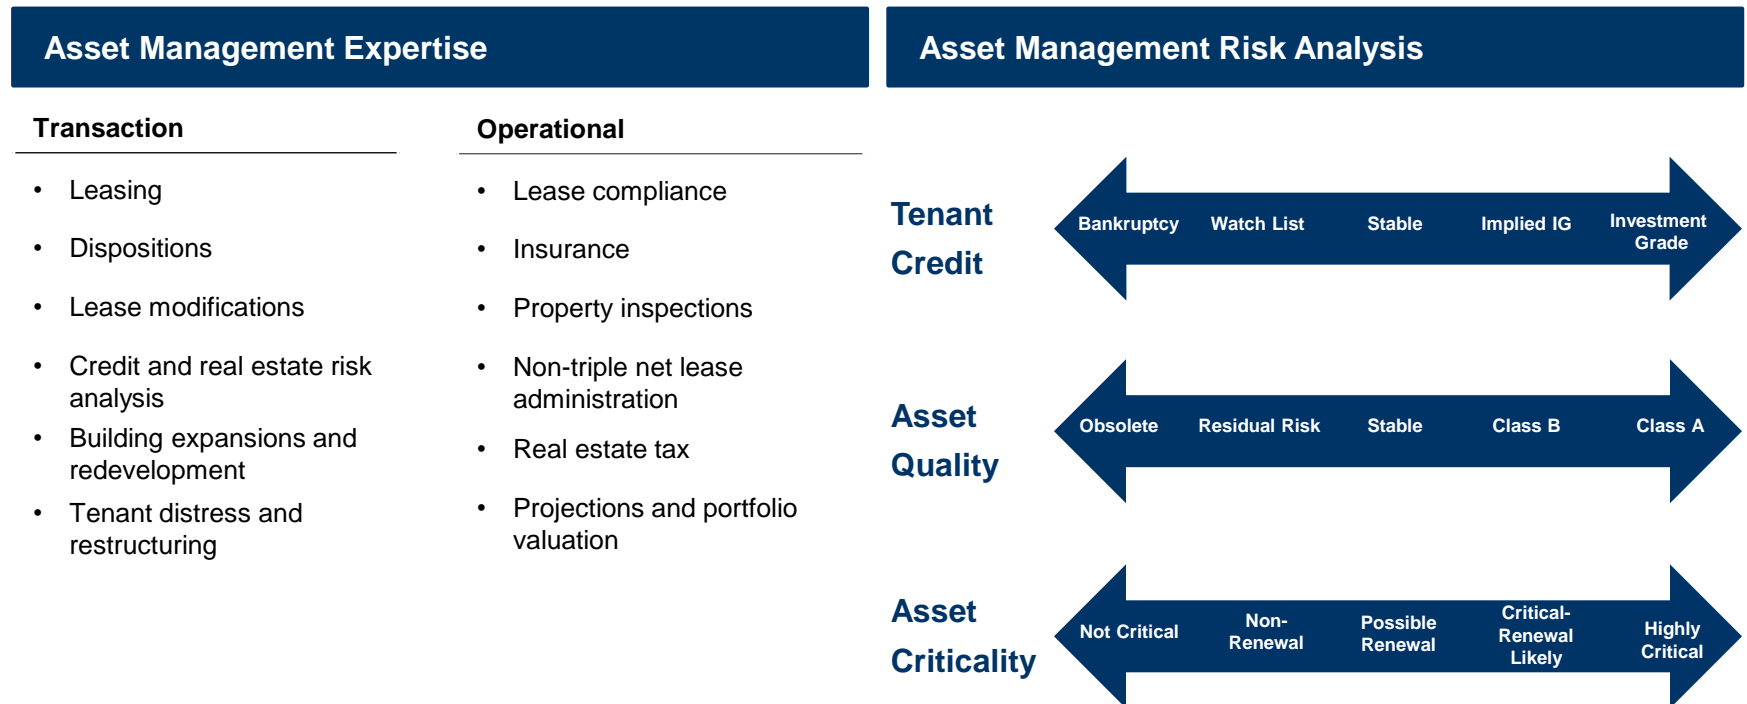 Asset Management Expertise
Transaction
• Leasing
• Dispositions
• Lease modifications
• Credit and real estate risk
analysis
• Building expansions and
redevelopment
• Tenant distress and
restructuring
Operational
• Lease compliance
• Insurance
• Property inspections
• Non-triple net lease
administration
• Real estate tax
• Projections and portfolio
valuation
Asset Management Risk Analysis
Tenant
Credit
Bankruptcy
Watch List
Stable
Implied IG
Investment
Grade
Asset
Quality
Obsolete
Residual Risk
Stable
Class B
Class A
Asset
Criticality
Not Critical
Non-
Renewal
Possible
Renewal
Critical-
Renewal
Likely
Highly
Critical